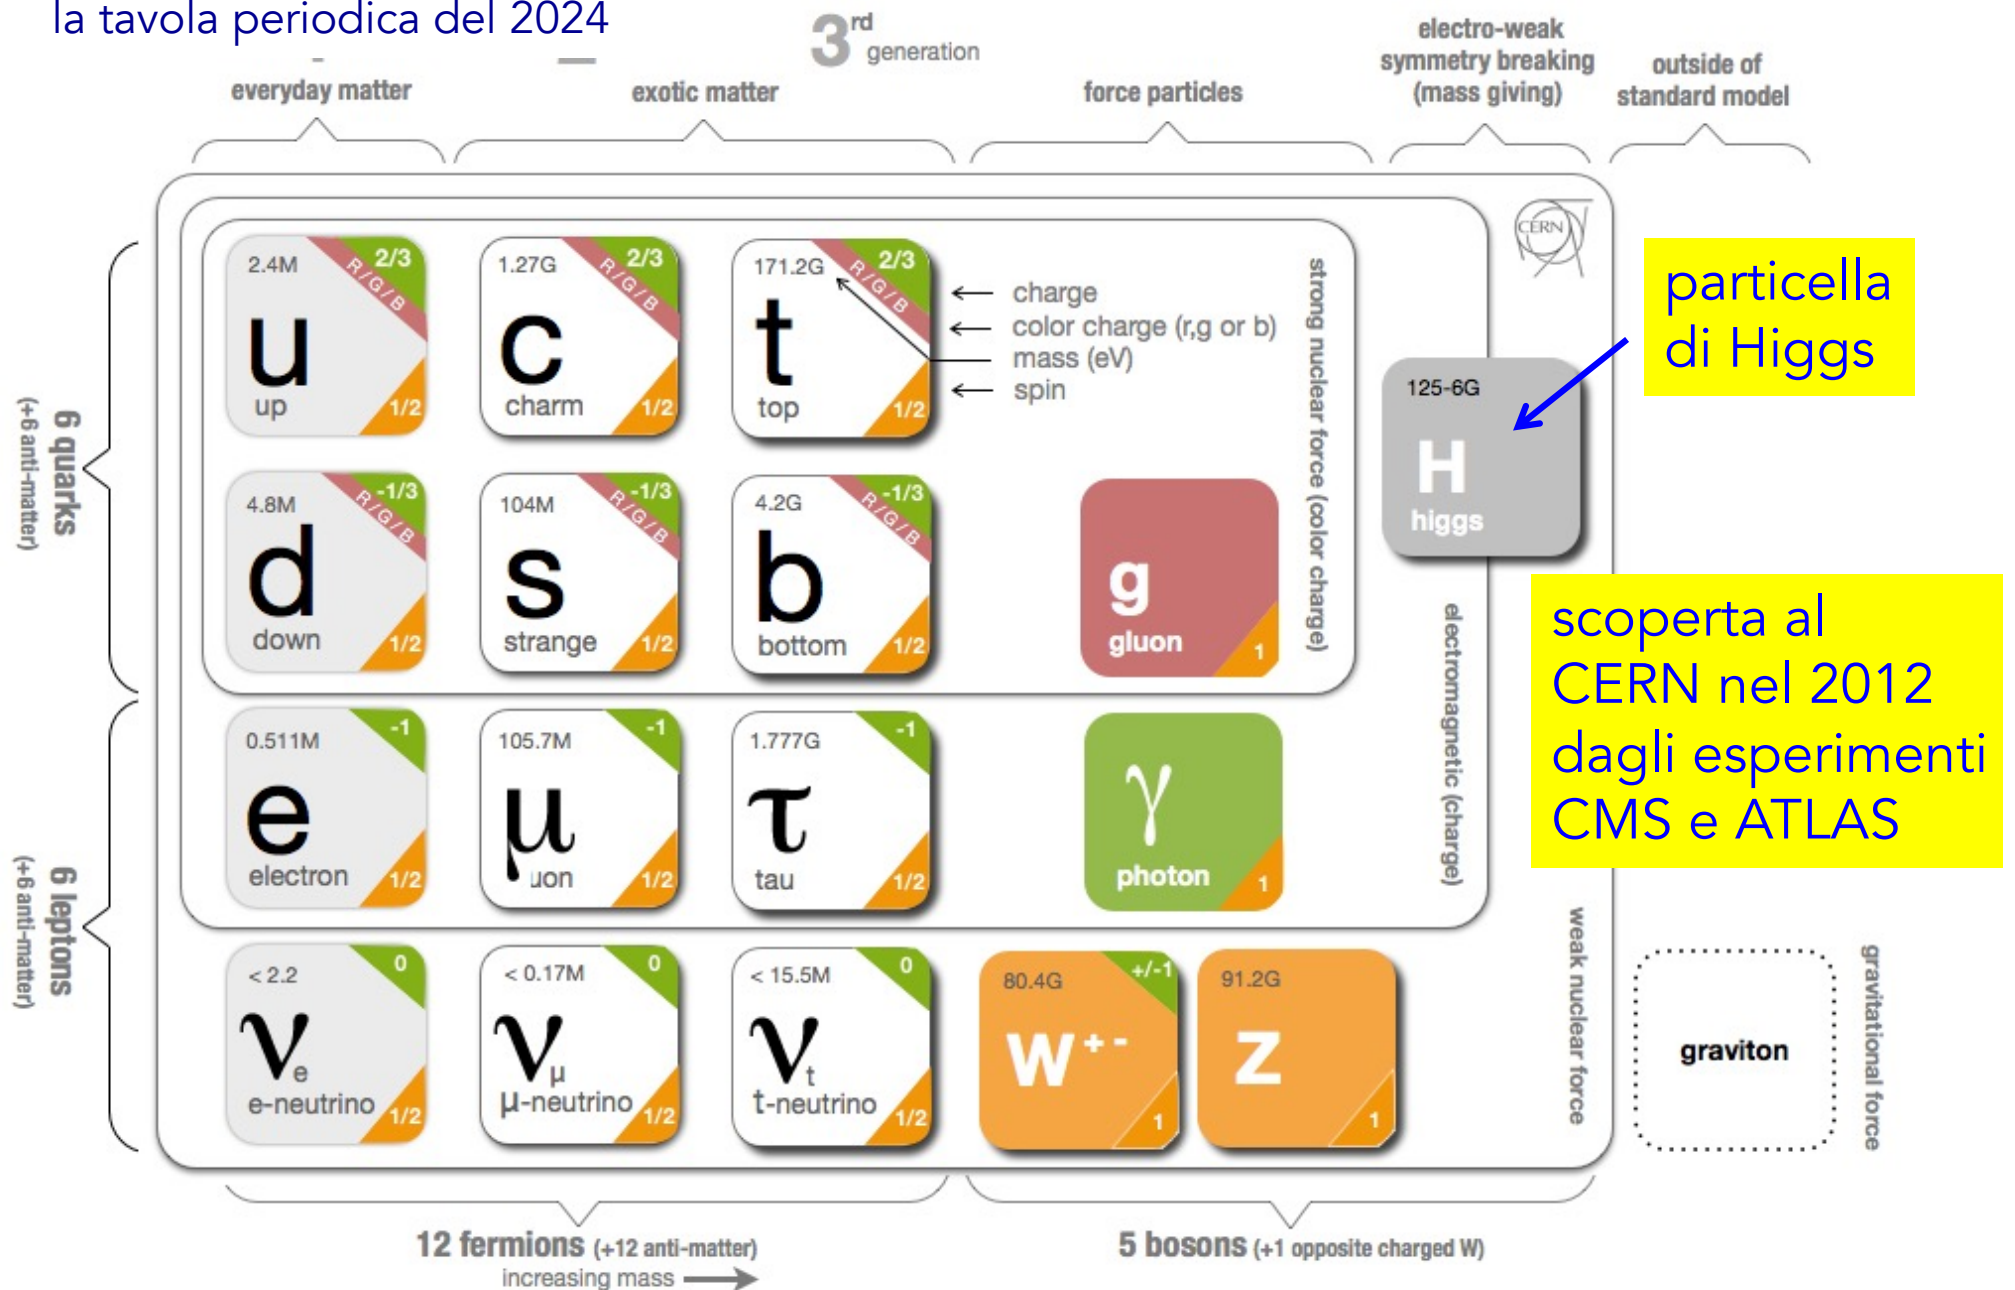 la tavola periodica del 2024
3rd generation
everyday matter
exotic matter
force particles
electro-weak
symmetry breaking
(mass giving)
outside of
standard model
6 quarks
(+6 anti-matter)
2.4M
2/3
R/G/B
u
up
1/2
1.27G
2/3
R/G/B
c
charm
1/2
171.2G
2/3
R/G/B
t
top
1/2
charge
color charge (r,g or b)
mass (eV)
spin
strong nuclear force (color charge)
CERN
particella
di Higgs
125-6G
H
higgs
4.8M
-1/3
R/G/B
d
down
1/2
104M
-1/3
R/G/B
s
strange
1/2
4.2G
-1/3
R/G/B
b
bottom
1/2
g
gluon
1
scoperta al
CERN nel 2012
dagli esperimenti
CMS e ATLAS
6 leptons
(+6 anti-matter)
0.511M
-1
e
electron
1/2
105.7M
-1
μ
uon
1/2
1.777G
-1
τ
tau
1/2
γ
photon
1
electromagnetic (charge)
< 2.2
0
νe
e-neutrino
1/2
< 0.17M
0
νμ
μ-neutrino
1/2
< 15.5M
0
νt
t-neutrino
1/2
80.4G
+/-1
W+-
1
91.2G
Z
1
weak nuclear force
graviton
gravitational force
12 fermions (+12 anti-matter)
increasing mass
5 bosons (+1 opposite charged W)